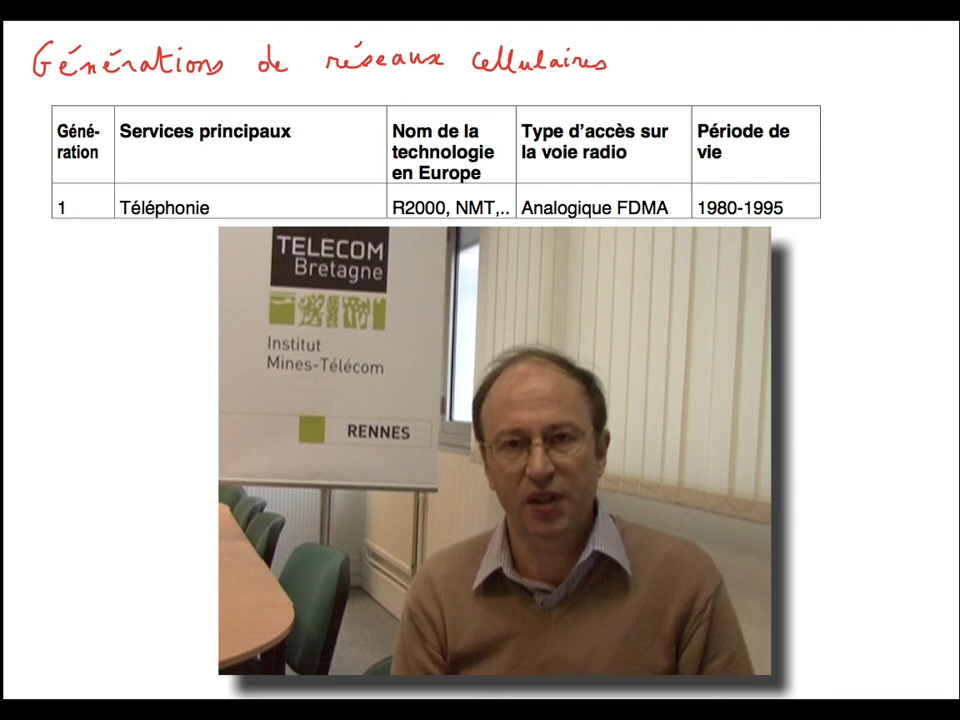 Générations de réseaux cellulaires
Géné-
ration
Services principaux
Nom de la
technologie
en Europe
Type d'accès sur
la voie radio
Période de
vie
1
Téléphonie
R2000, NMT,..
Analogique FDMA
1980-1995
TELECOM
Bretagne
Institut
Mines-Télécom
RENNES